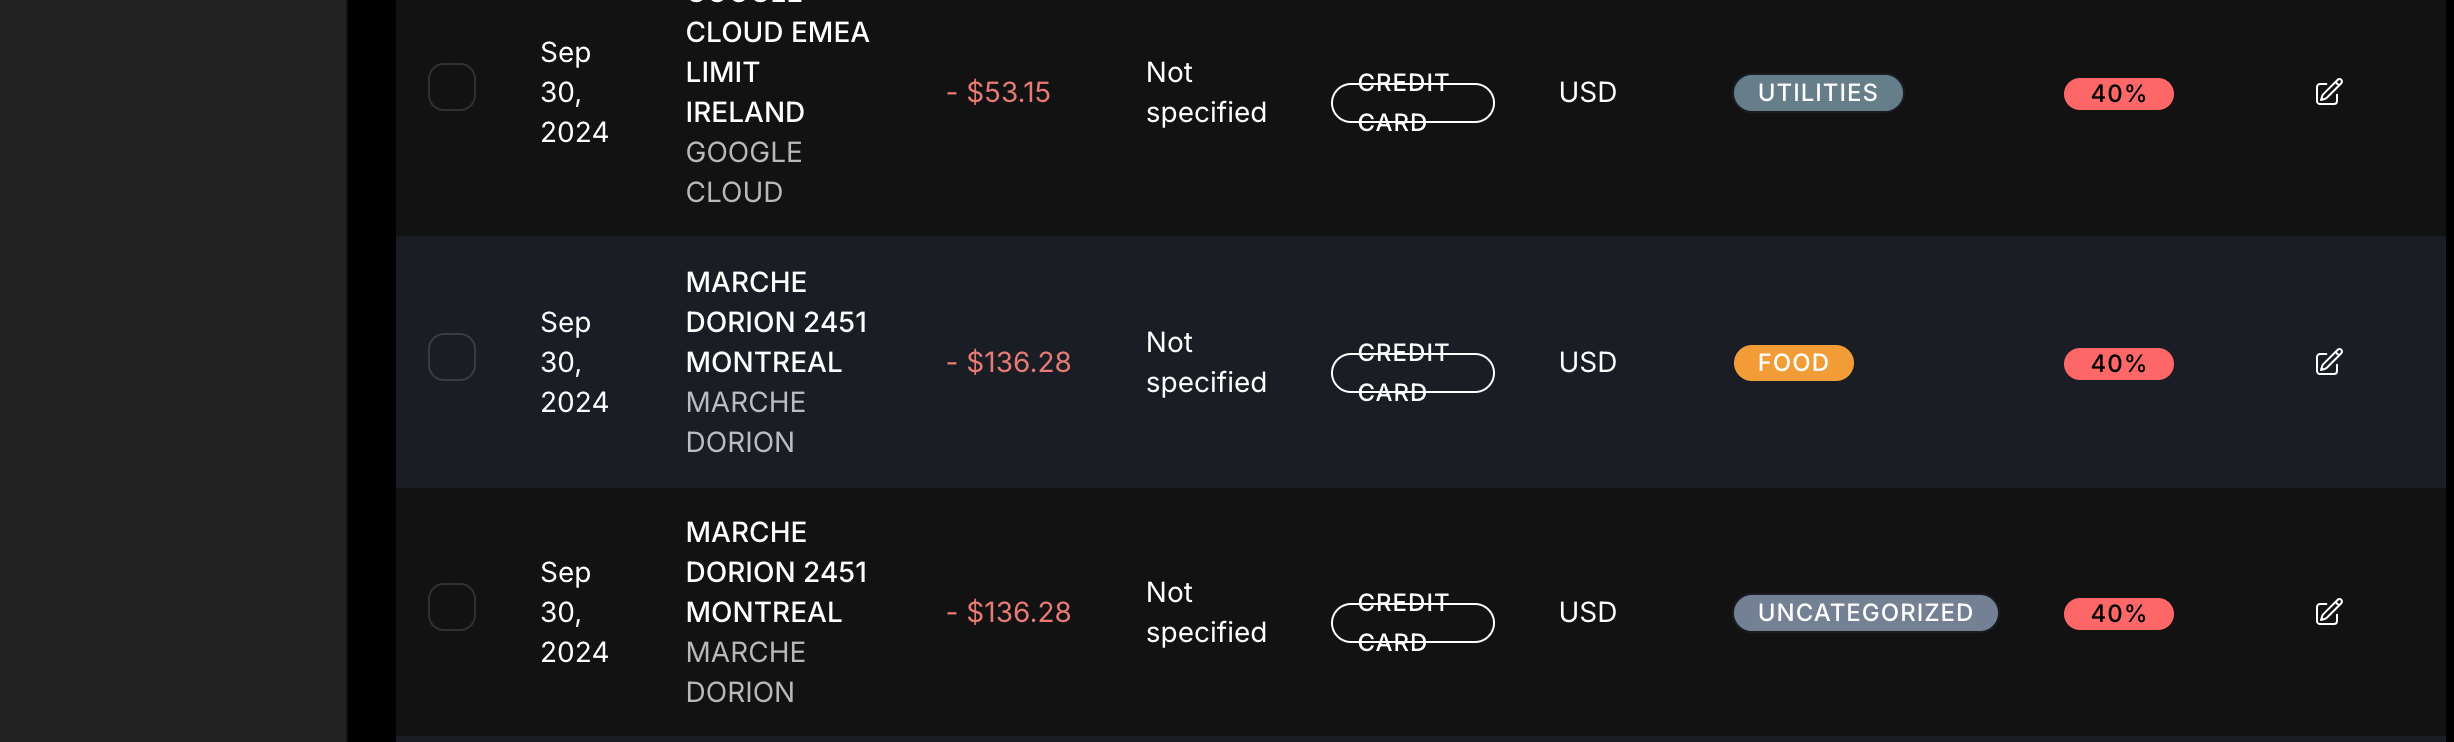 Sep
30,
2024
CLOUD EMEA
LIMIT
IRELAND
GOOGLE
CLOUD
- $53.15
Not
specified
CREDIT
CARD
USD
UTILITIES
40%
Sep
30,
2024
MARCHE
DORION 2451
MONTREAL
MARCHE
DORION
- $136.28
Not
specified
CREDIT
CARD
USD
FOOD
40%
Sep
30,
2024
MARCHE
DORION 2451
MONTREAL
MARCHE
DORION
- $136.28
Not
specified
CREDIT
CARD
USD
UNCATEGORIZED
40%